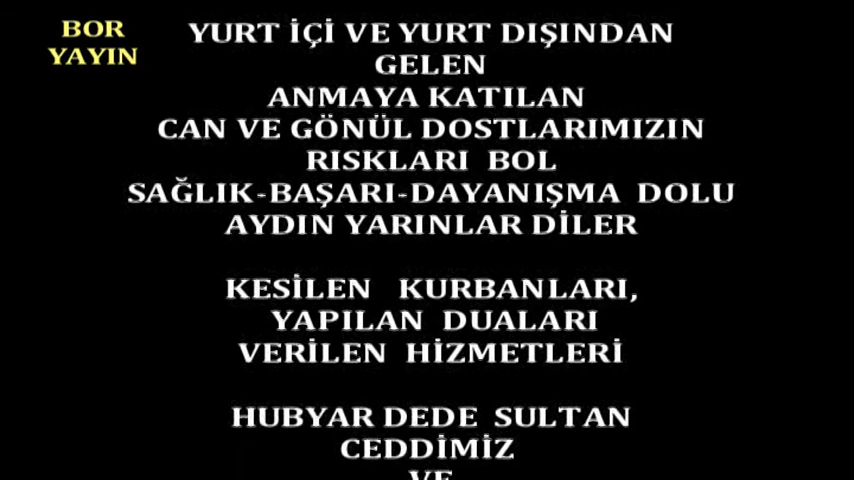 BOR
YAYIN
YURT İÇİ VE YURT DIŞINDAN
GELEN
ANMAYA KATILAN
CAN VE GÖNÜL DOSTLARIMIZIN
RISKLARI BOL
SAĞLIK-BAŞARI-DAYANIŞMA DOLU
AYDIN YARINLAR DİLER
KESİLEN KURBANLARI,
YAPILAN DUALARI
VERİLEN HİZMETLERİ
HUBYAR DEDE SULTAN
CEDDİMİZ
VE